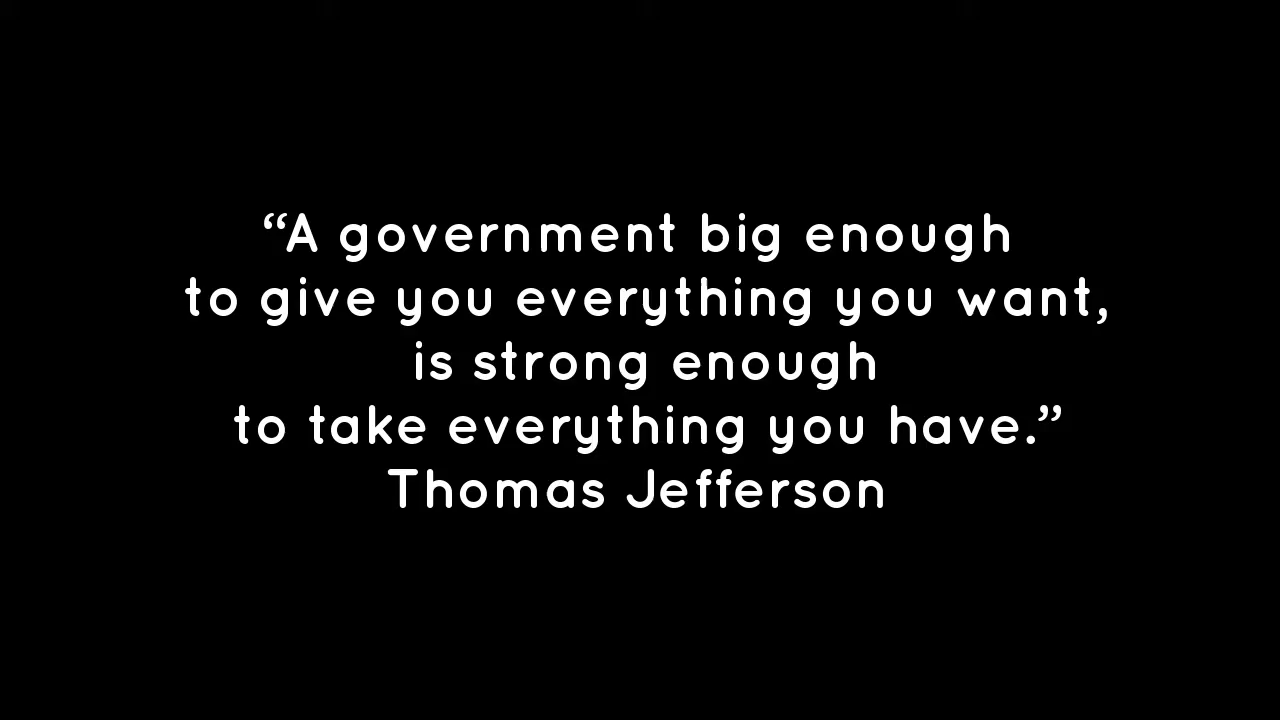 “A government big enough
to give you everything you want,
is strong enough
to take everything you have.”
Thomas Jefferson